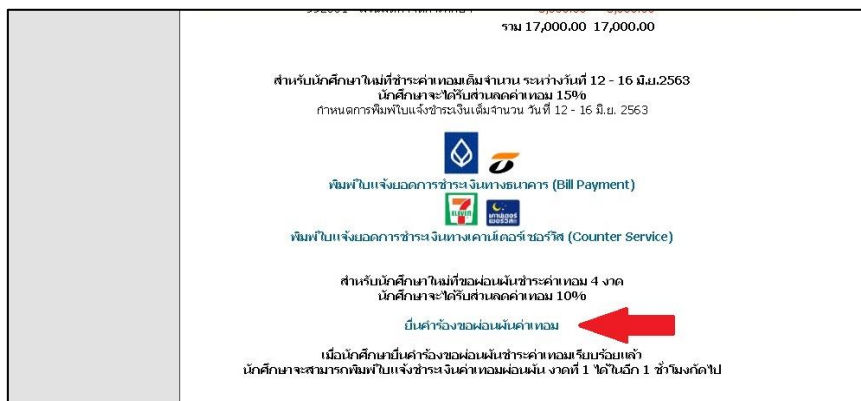 รวม 17,000.00 17,000.00
สำหรับนักศึกษาใหม่ที่ชำระค่าเทอมเต็มจำนวน ระหว่างวันที่ 12 - 16 มิ.ย.2563
นักศึกษาจะได้รับส่วนลดค่าเทอม 15%
กำหนดการพิมพ์ใบแจ้งชำระเงินเต็มจำนวน วันที่ 12 - 16 มิ.ย. 2563
พิมพ์ใบแจ้งยอดการชำระเงินทางธนาคาร (Bill Payment)
7 ELEVEN เคาน์เตอร์เซอร์วิส
พิมพ์ใบแจ้งยอดการชำระเงินทางเคาน์เตอร์เซอร์วิส (Counter Service)
สำหรับนักศึกษาใหม่ที่ขอผ่อนผันชำระค่าเทอม 4 งวด
นักศึกษาจะได้รับส่วนลดค่าเทอม 10%
ยื่นคำร้องขอผ่อนผันค่าเทอม
เมื่อนักศึกษายื่นคำร้องขอผ่อนผันชำระค่าเทอมเรียบร้อยแล้ว
นักศึกษาจะสามารถพิมพ์ใบแจ้งชำระเงินค่าเทอมผ่อนผัน งวดที่ 1 ได้ในอีก 1 ชั่วโมงถัดไป